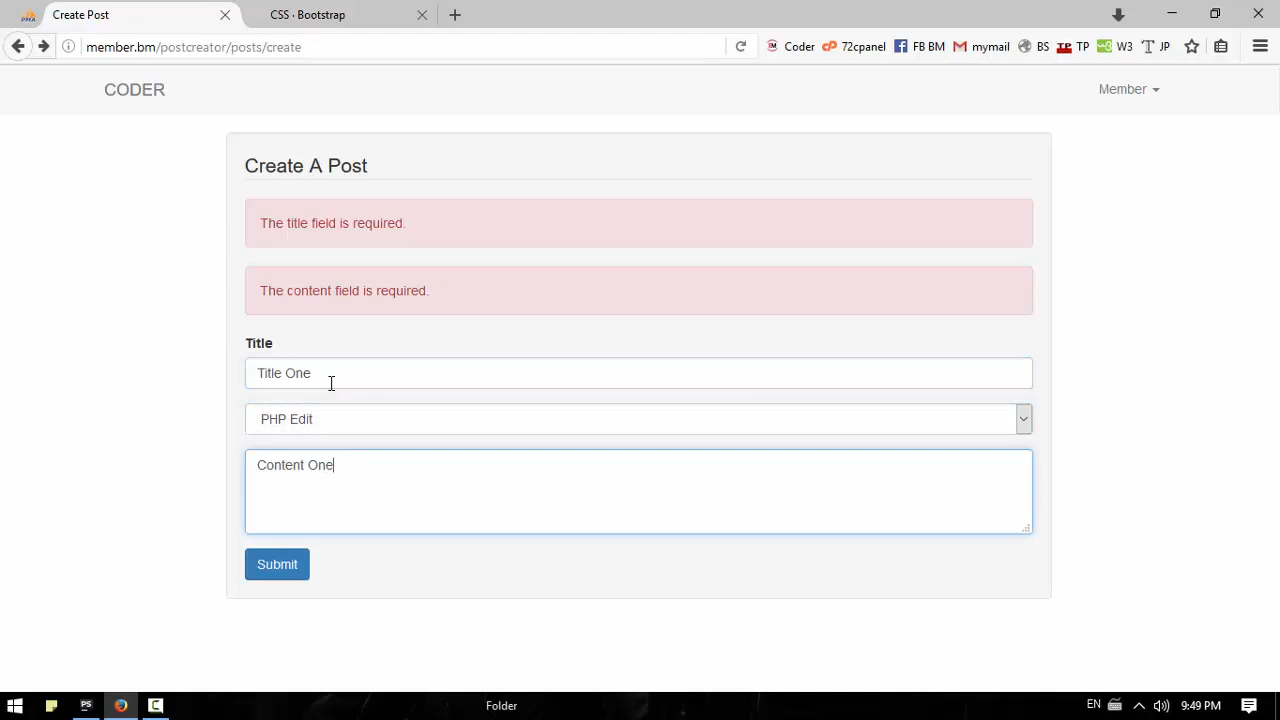 Create Post
CSS · Bootstrap
member.bm/postcreator/posts/create
Coder
72cpanel
FB BM
mymail
BS
TP
W3
JP
CODER
Member
Create A Post
The title field is required.
The content field is required.
Title
Title One
PHP Edit
Content One
Submit
Folder
EN
9:49 PM